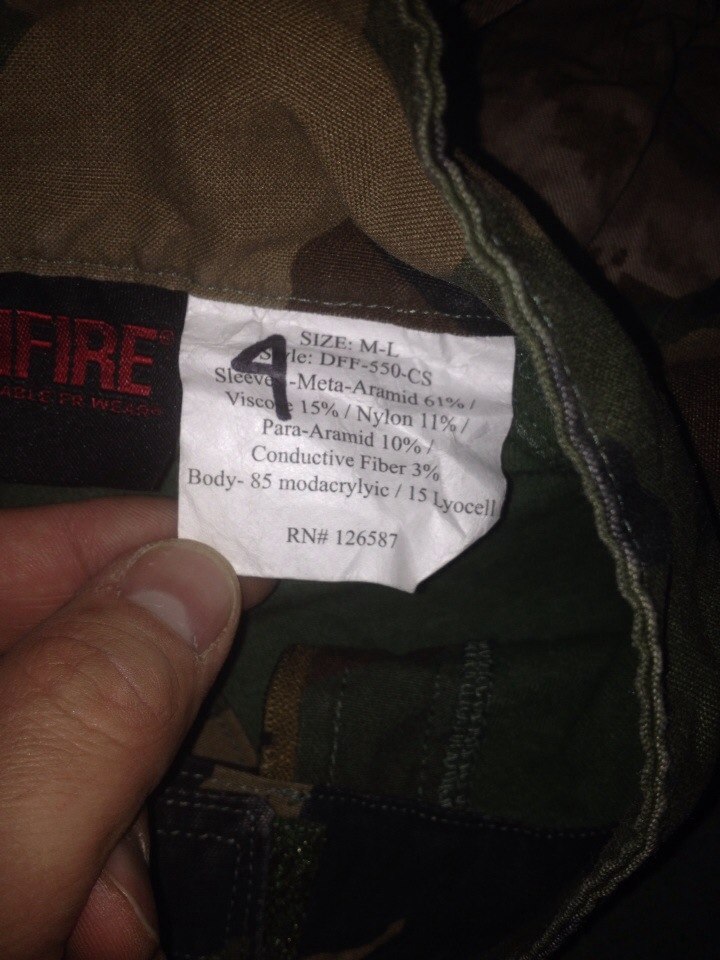 FIRE
SIZE: M-L
Style: DFF-550-CS
Sleeves-Meta-Aramid 61% /
Viscose 15% / Nylon 11% /
Para-Aramid 10% /
Conductive Fiber 3%
Body- 85 modacrylyic / 15 Lyocell
RN# 126587
4